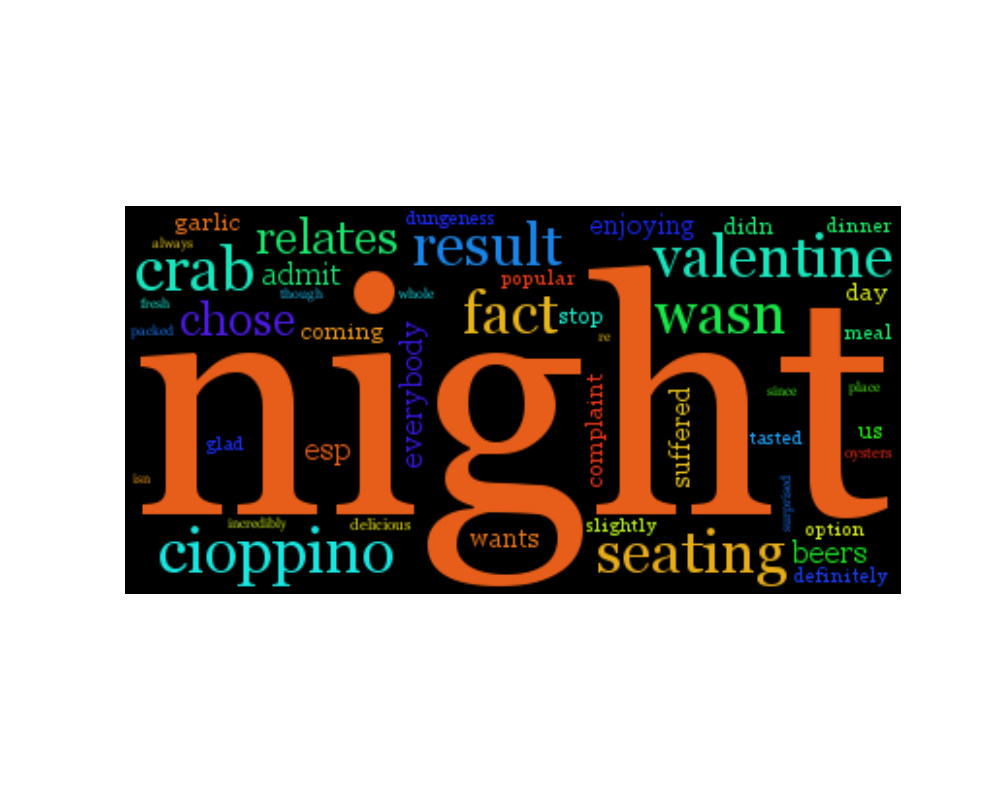 garlic
dungeness
enjoying
didn
dinner
always
relates
result
valentine
crab
admit
popular
though
whole
day
fresh
chose
fact
stop
wasn
packed
coming
re
meal
night
everybody
complaint
suffered
since
place
glad
esp
tasted
us
oysters
isn
surprised
incredibly
delicious
wants
slightly
option
cioppino
seating
beers
definitely